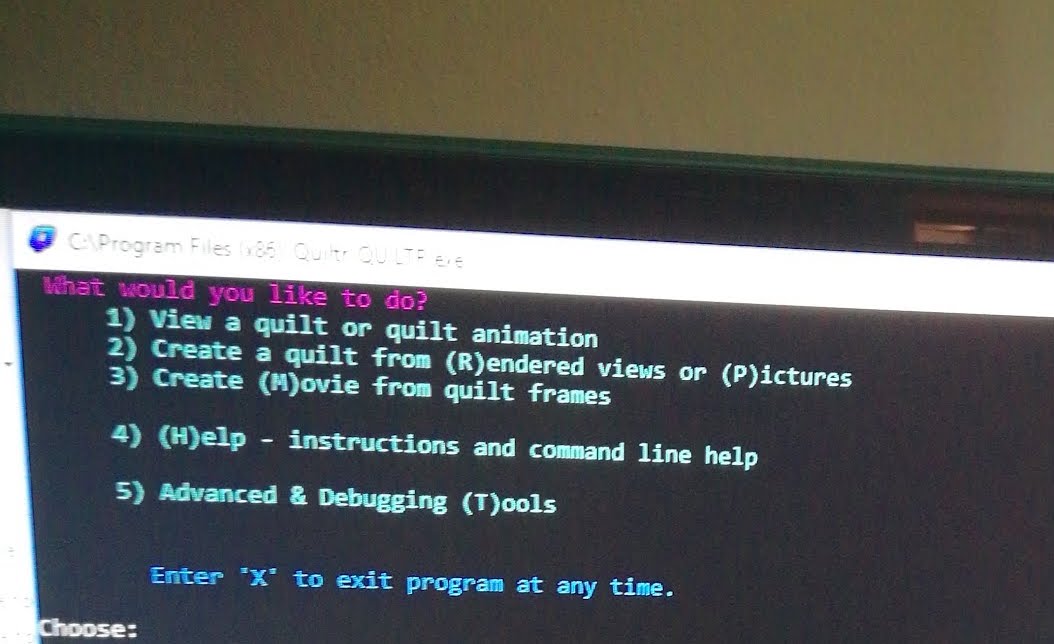 C:\Program Files (x86)\Quiltr
What would you like to do?
1) View a quilt or quilt animation
2) Create a quilt from (R)endered views or (P)ictures
3) Create (M)ovie from quilt frames
4) (H)elp - instructions and command line help
5) Advanced & Debugging (T)ools
Enter 'X' to exit program at any time.
Choose: